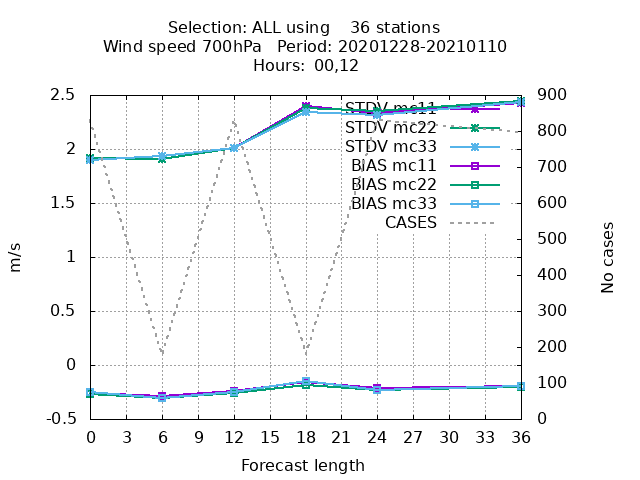 Selection: ALL using    36 stations
Wind speed 700hPa   Period: 20201228-20210110
Hours:  00,12
2.5
2
1.5
1
0.5
0
-0.5
m/s
900
800
700
600
500
400
300
200
100
0
No cases
STDV mc11
STDV mc22
STDV mc33
BIAS mc11
BIAS mc22
BIAS mc33
CASES
0 3 6 9 12 15 18 21 24 27 30 33 36
Forecast length